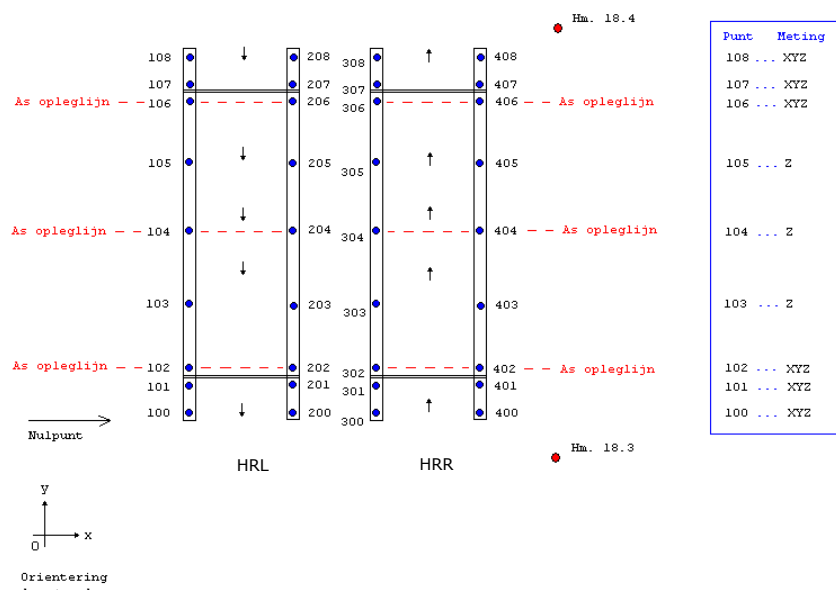 Hm. 18.4
Punt Meting
108 208 308 408 108 ... XYZ
107 207 307 407 107 ... XYZ
As opleglijn 106 206 306 406 As opleglijn 106 ... XYZ
105 205 305 405 105 ... Z
As opleglijn 104 204 304 404 As opleglijn 104 ... Z
103 203 303 403 103 ... Z
As opleglijn 102 202 302 402 As opleglijn 102 ... XYZ
101 201 301 401 101 ... XYZ
100 200 300 400 100 ... XYZ
Nulpunt
HRL HRR Hm. 18.3
y
O x
Orientering